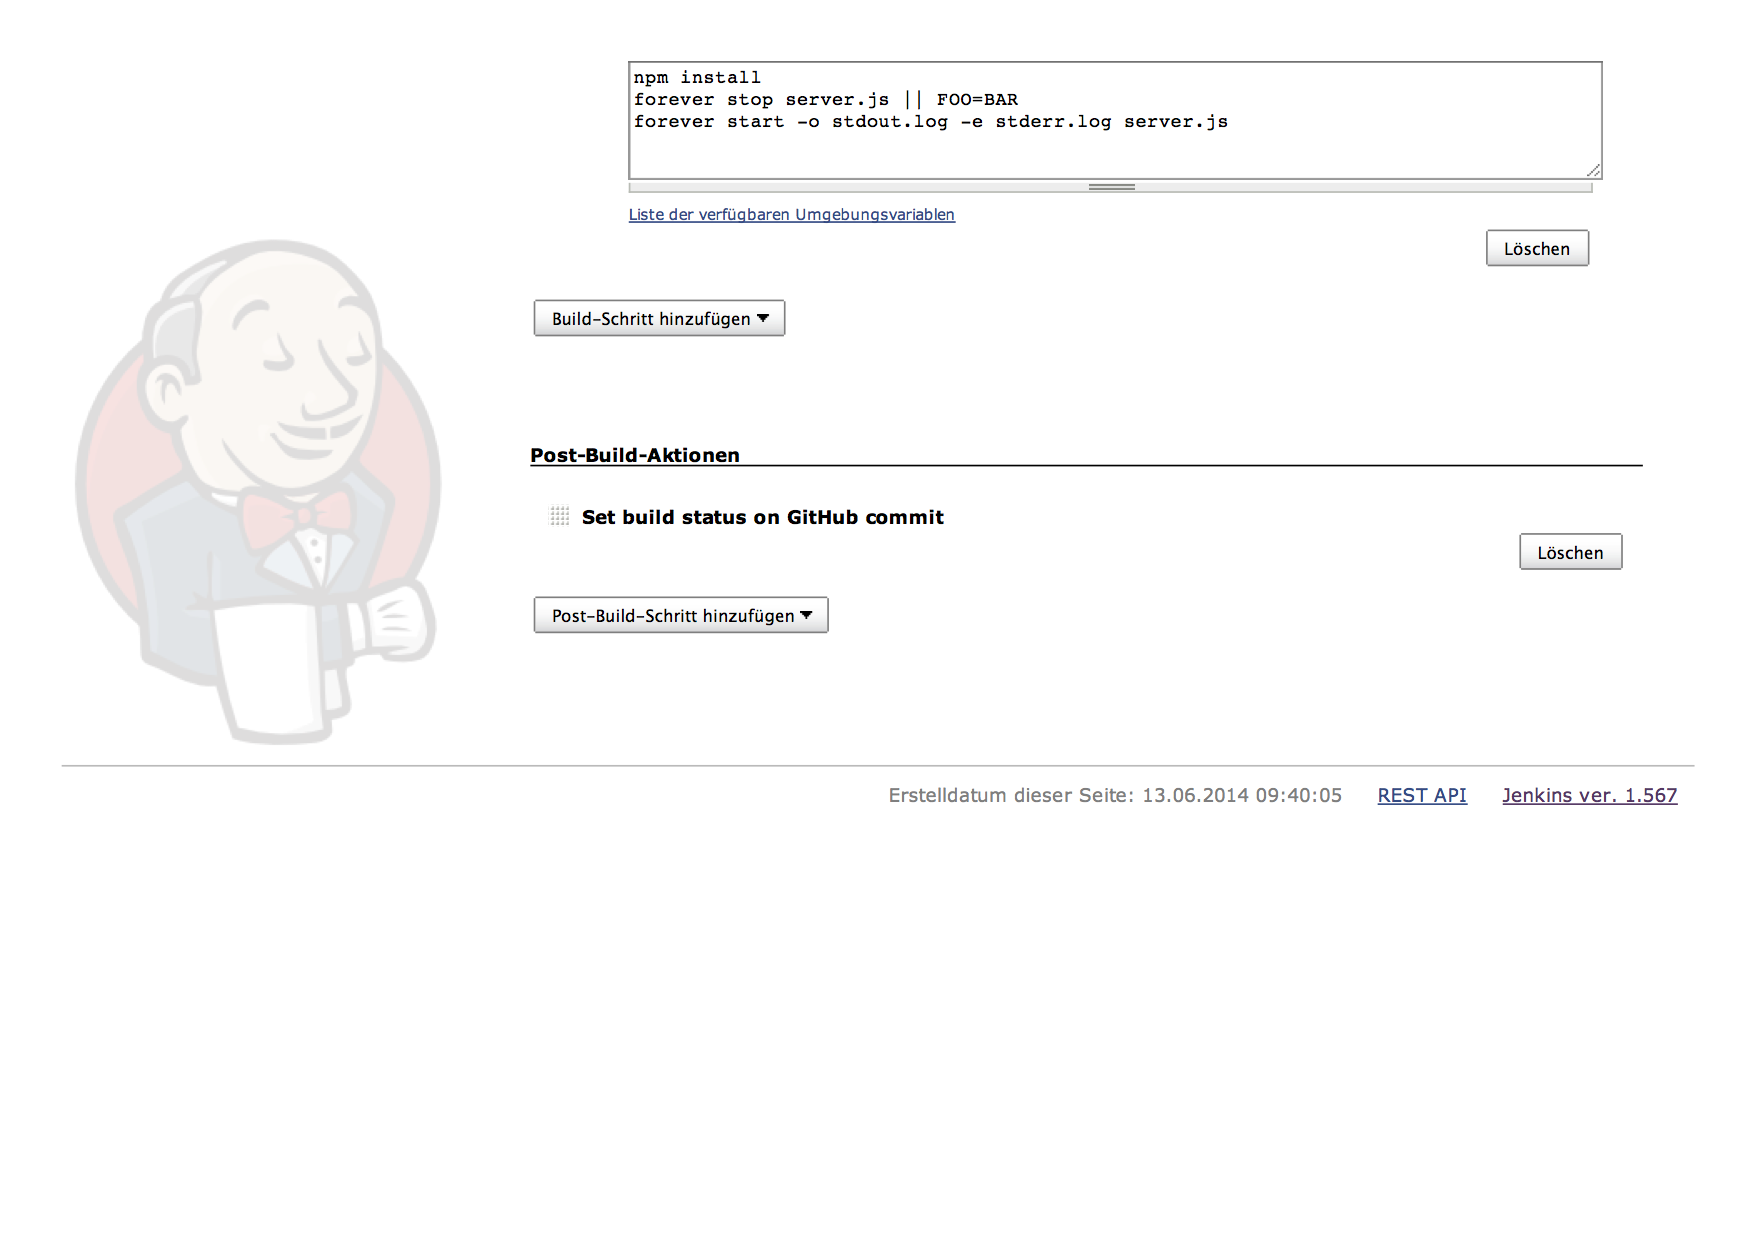 npm install
forever stop server.js || FOO=BAR
forever start -o stdout.log -e stderr.log server.js
Liste der verfügbaren Umgebungsvariablen
Löschen
Build-Schritt hinzufügen
Post-Build-Aktionen
Set build status on GitHub commit
Löschen
Post-Build-Schritt hinzufügen
Erstelldatum dieser Seite: 13.06.2014 09:40:05 REST API Jenkins ver. 1.567